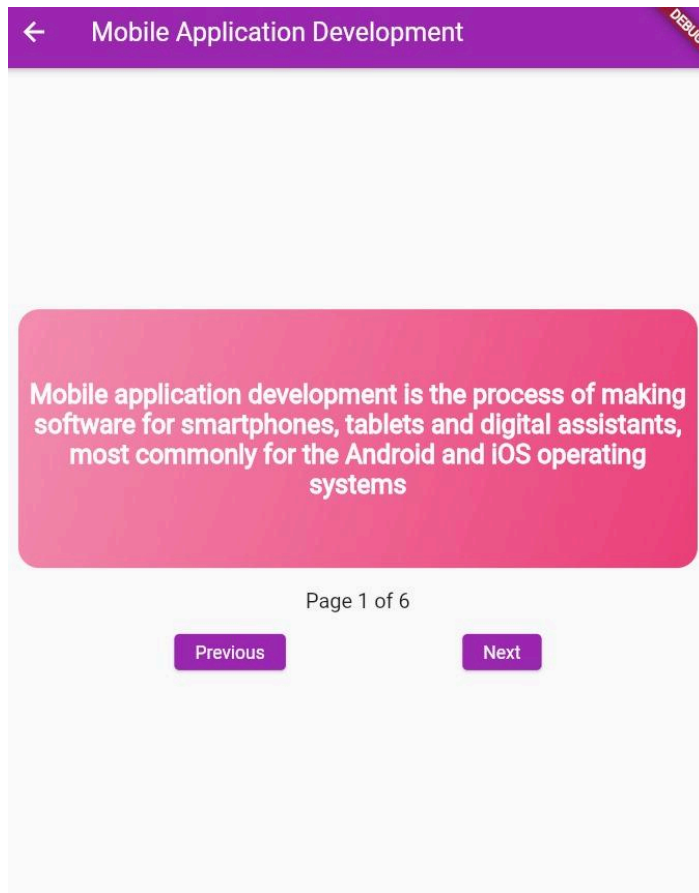 Mobile Application Development
Mobile application development is the process of making
software for smartphones, tablets and digital assistants,
most commonly for the Android and iOS operating
systems
Page 1 of 6
Previous
Next